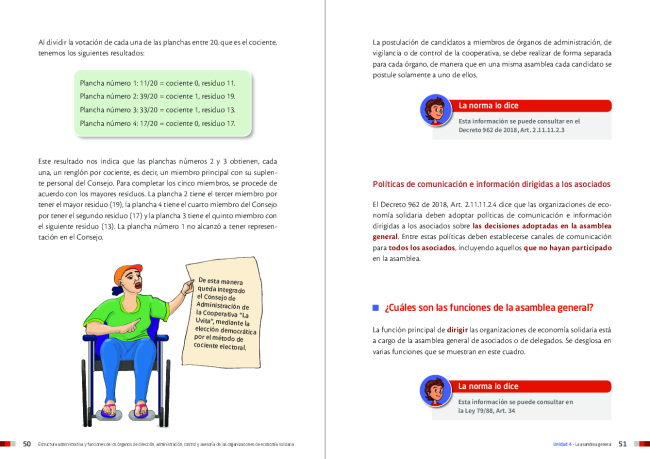 Al dividir la votación de cada una de las planchas entre 20, que es el cociente,
tenemos los siguientes resultados:
Plancha número 1: 11/20 = cociente 0, residuo 11.
Plancha número 2: 39/20 = cociente 1, residuo 19.
Plancha número 3: 33/20 = cociente 1, residuo 13.
Plancha número 4: 17/20 = cociente 0, residuo 17.
Este resultado nos indica que las planchas números 2 y 3 obtienen, cada
una, un renglón por cociente, es decir, un miembro principal con su suplen-
te personal del Consejo. Para completar los cinco miembros, se procede de
acuerdo con los mayores residuos. La plancha 2 tiene el tercer miembro por
tener el mayor residuo (19), la plancha 4 tiene el cuarto miembro del Consejo
por tener el segundo residuo (17) y la plancha 3 tiene el quinto miembro con
el siguiente residuo (13). La plancha número 1 no alcanzó a tener represen-
tación en el Consejo.
De esta manera
queda integrado
el Consejo de
Administración de
la Cooperativa "La
Uvita", mediante la
elección democrática
por el método de
cociente electoral.
50 Estructura administrativa y funciones de los órganos de dirección, administración, control y asesoría de las organizaciones de economía solidaria
La postulación de candidatos a miembros de órganos de administración, de
vigilancia o de control de la cooperativa, se debe realizar de forma separada
para cada órgano, de manera que en una misma asamblea cada candidato se
postule solamente a uno de ellos.
La norma lo dice
Esta información se puede consultar en el
Decreto 962 de 2018, Art. 2.11.11.2.3
Políticas de comunicación e información dirigidas a los asociados
El Decreto 962 de 2018, Art. 2.11.11.2.4 dice que las organizaciones de eco-
nomía solidaria deben adoptar políticas de comunicación e información
dirigidas a los asociados sobre las decisiones adoptadas en la asamblea
general. Entre estas políticas deben establecerse canales de comunicación
para todos los asociados, incluyendo aquellos que no hayan participado
en la asamblea.
¿Cuáles son las funciones de la asamblea general?
La función principal de dirigir las organizaciones de economía solidaria está
a cargo de la asamblea general de asociados o de delegados. Se desglosa en
varias funciones que se muestran en este cuadro.
La norma lo dice
Esta información se puede consultar en
la Ley 79/88, Art. 34
Unidad 4 - La asamblea general 51